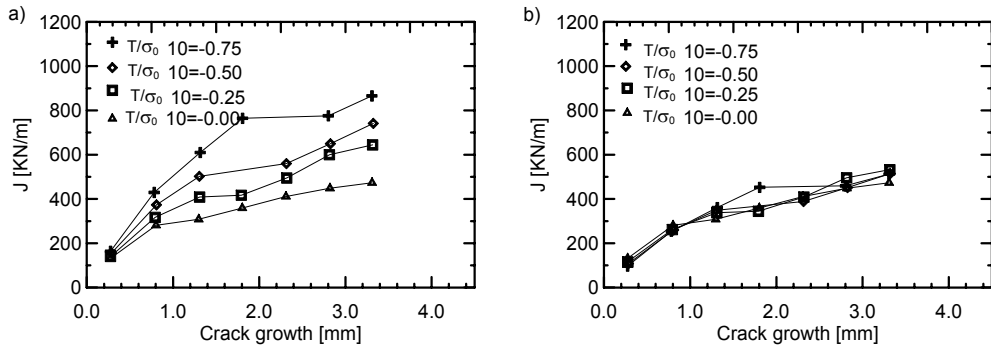 a)
1200
1000
800
600
400
200
0
J [KN/m]
T/σ₀ 10=-0.75
T/σ₀ 10=-0.50
T/σ₀ 10=-0.25
T/σ₀ 10=-0.00
0.0 1.0 2.0 3.0 4.0
Crack growth [mm]
b)
1200
1000
800
600
400
200
0
J [KN/m]
T/σ₀ 10=-0.75
T/σ₀ 10=-0.50
T/σ₀ 10=-0.25
T/σ₀ 10=-0.00
0.0 1.0 2.0 3.0 4.0
Crack growth [mm]